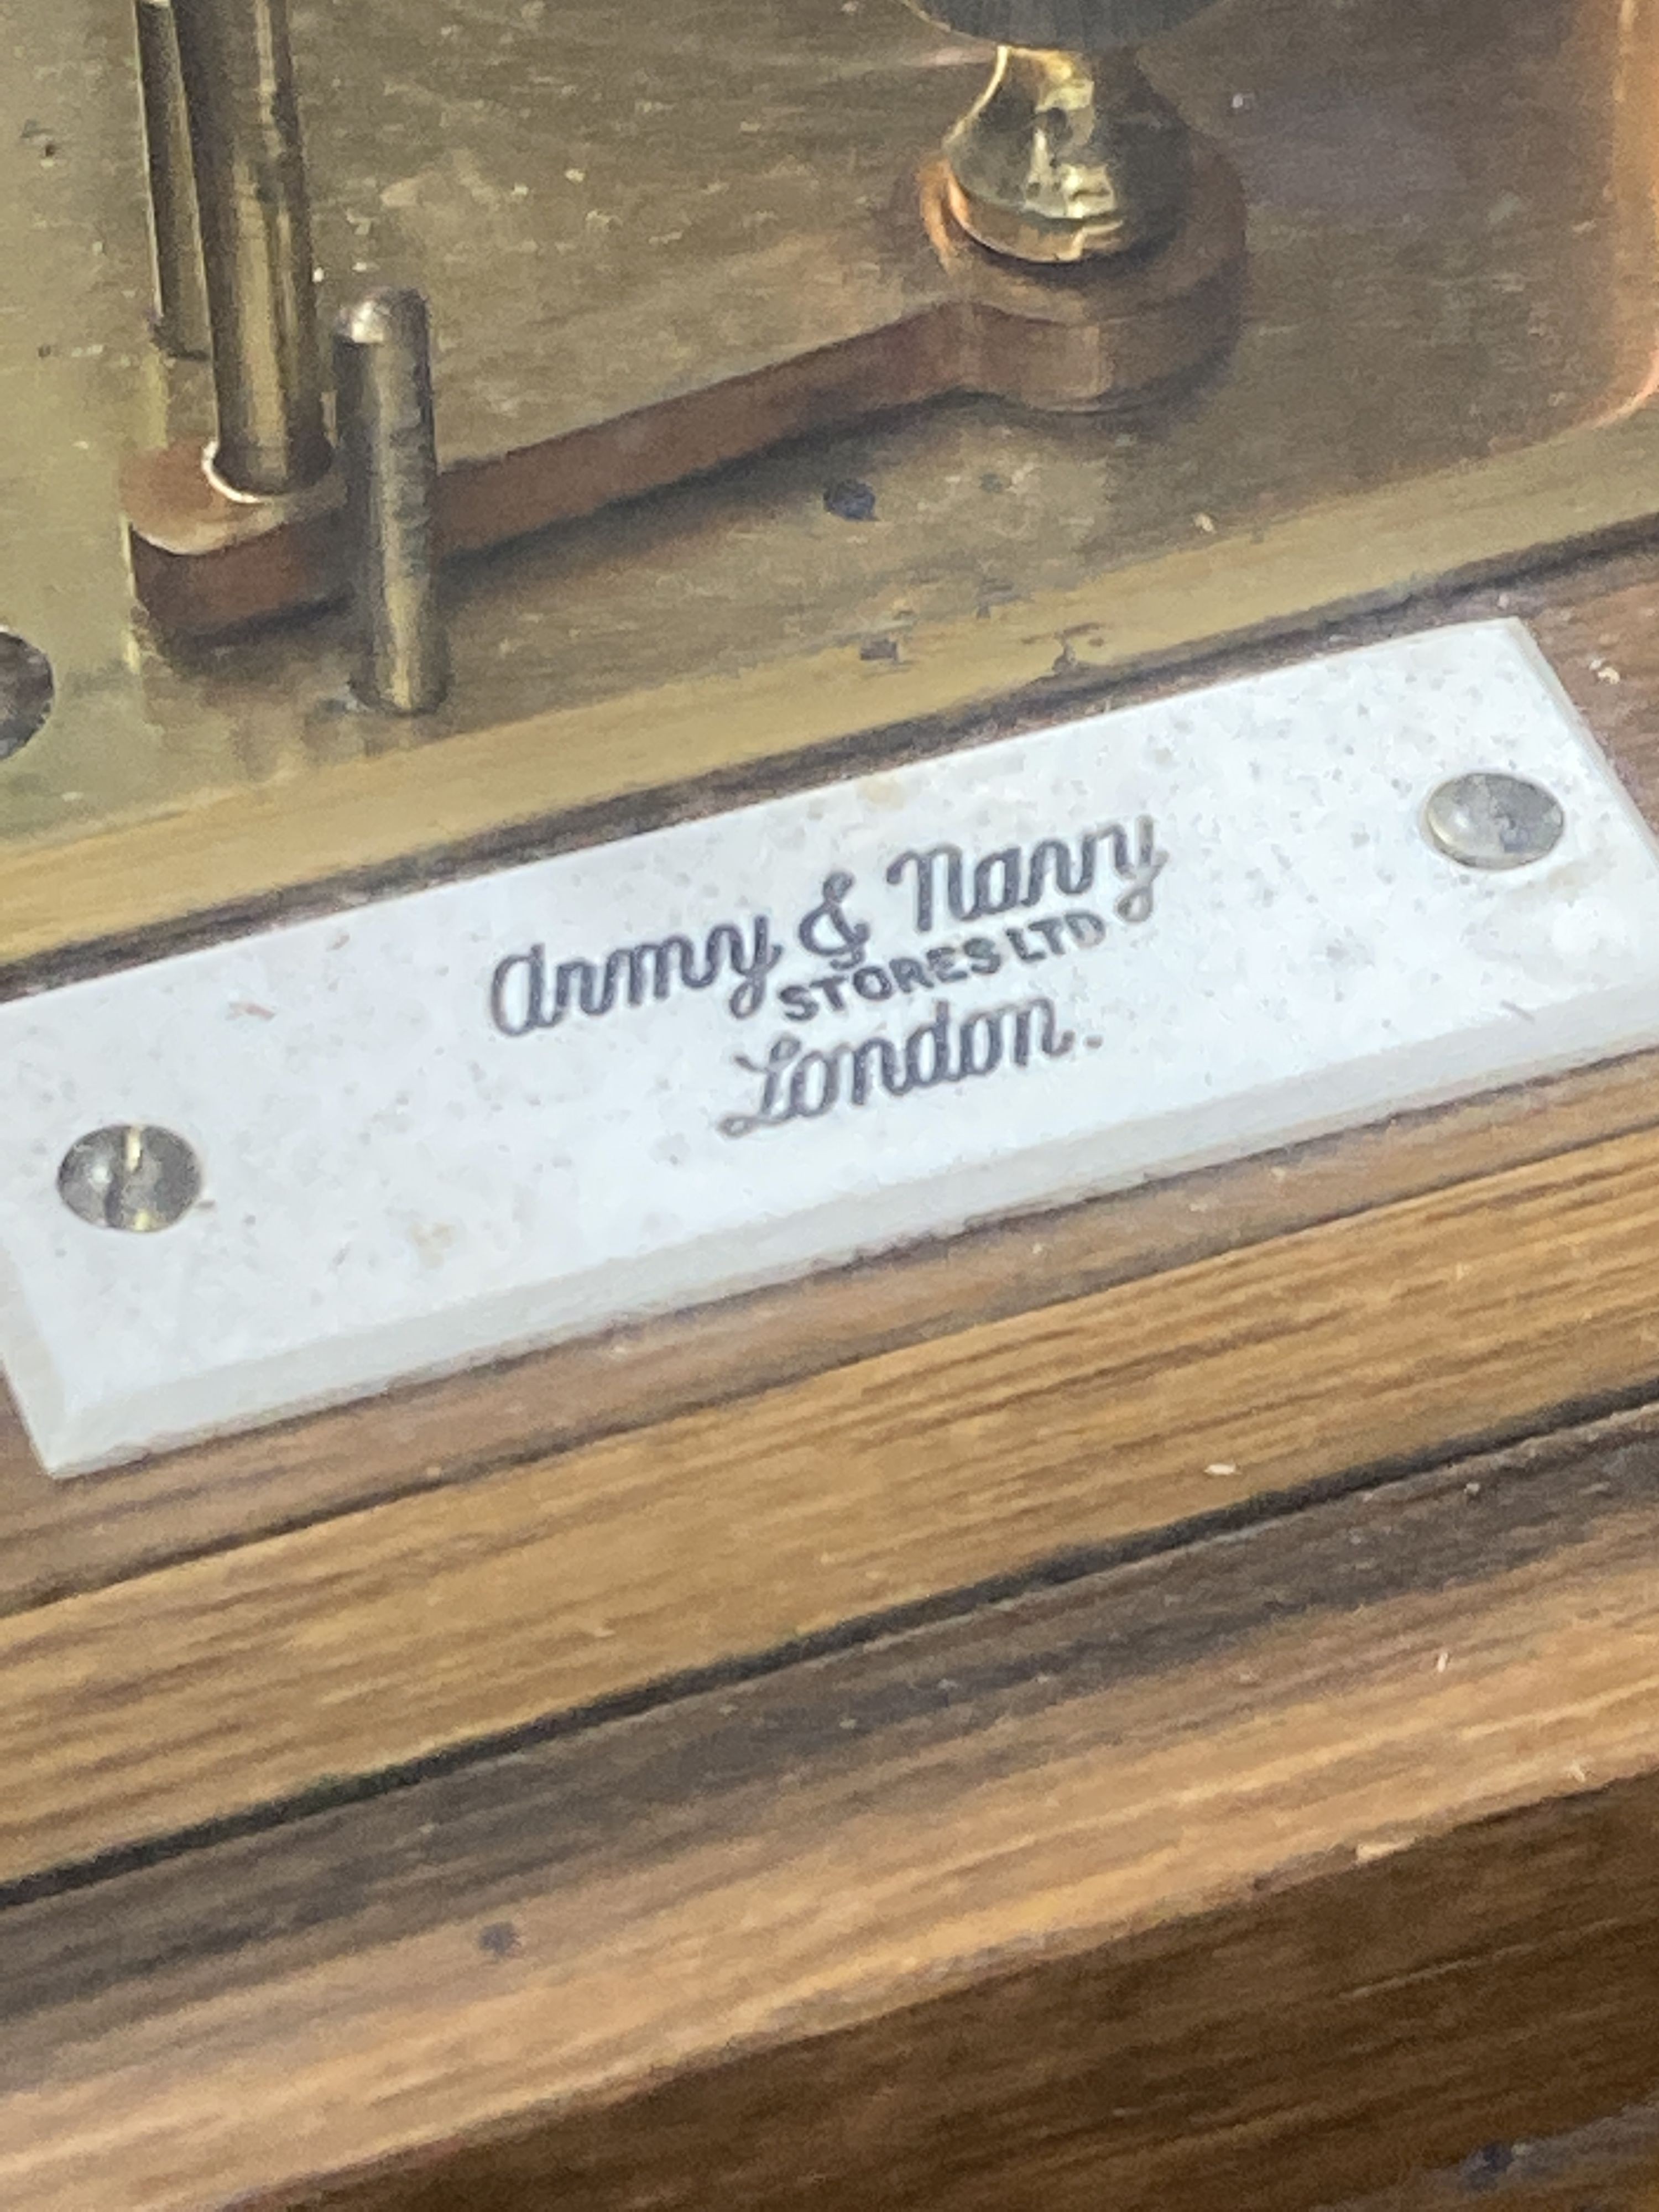 Army & Navy
STORES LTD
London.